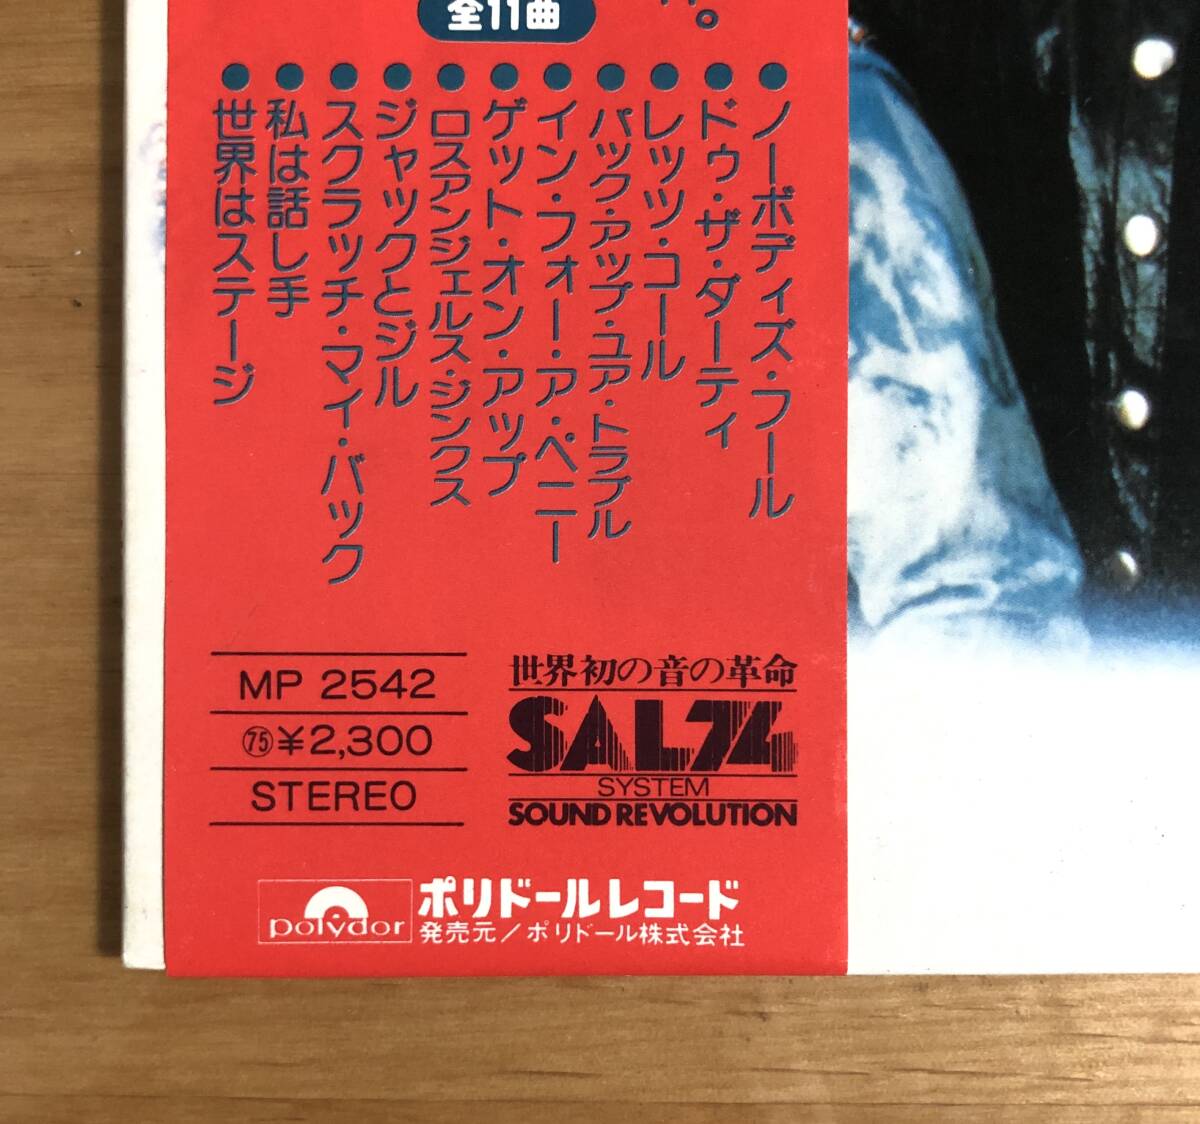 全11曲
●ノーボディズ・フール
●ドゥ・ザ・ダーティ
●レッツ・コール
●パック・アップ・ユア・トラブル
●イン・フォー・ア・ペニー
●ゲット・オン・アップ
●ロスアンジェルス・ジンクス
●ジャックとジル
●スクラッチ・マイ・バック
●私は話し手
●世界はステージ
MP 2542
㊆¥2,300
STEREO
世界初の音の革命
SAL74
SYSTEM
SOUND REVOLUTION
polydor
ポリドールレコード
発売元/ポリドール株式会社